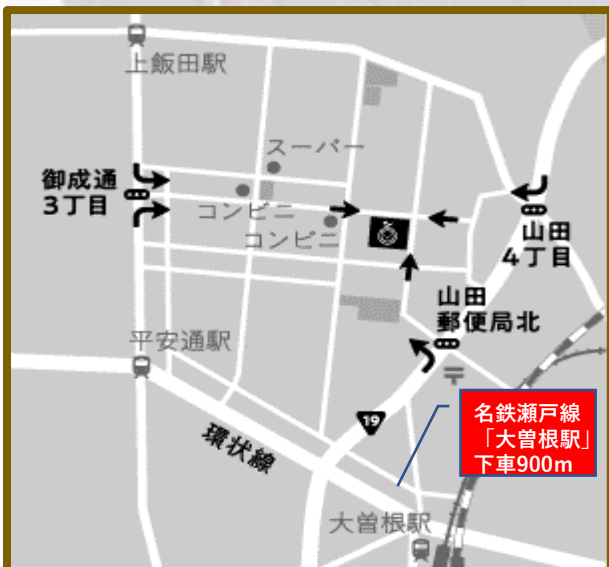 上飯田駅
スーパー
御成通
3丁目
コンビニ
コンビニ
山田
4丁目
山田
郵便局北
平安通駅
〒
19
環状線
名鉄瀬戸線
「大曽根駅」
下車900m
大曽根駅